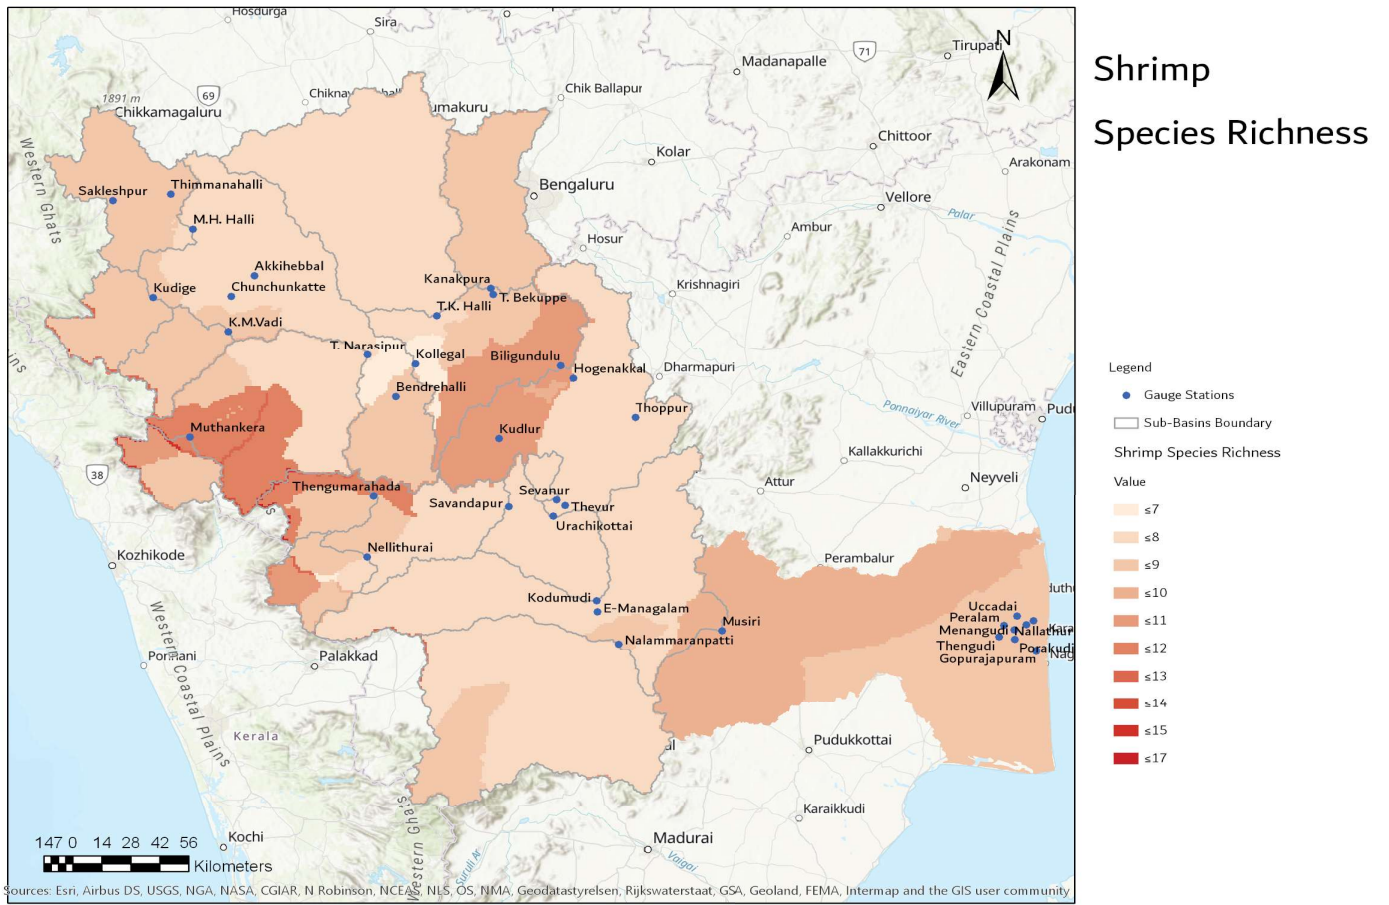 Hosdurga
Sira
Tirupati
N
71
Madanapalle
1891 m
69
Chikkamagaluru
umakuru
Chik Ballapur
Chittoor
Kolar
Arakonam
Western Ghats
Sakleshpur
Thimmanahalli
Bengaluru
Vellore
Palar
M.H. Halli
Ambur
Hosur
Eastern Coastal Plains
Akkihebbal
Chunchunkatte
Kudige
Kanakpura
T. Bekuppe
Krishnagiri
T.K. Halli
K.M.Vadi
T. Narasipur
Kollegal
Biligundulu
Hogenakkal
Dharmapuri
Bendrehalli
Thoppur
Ponnaiyar River
Villupuram
Pudu
Muthankera
Kudlur
Kallakkurichi
38
Neyveli
Attur
Thengumarahada
Savandapur
Sevanur
Thevur
Urachikottai
Kozhikode
Nellithurai
Perambalur
Kodumudi
E-Managalam
Musiri
Nalammaranpatti
Uccadai
Peralam
Menangudi
Nallathur
Kara
Thengudi
Porakudi
Nag
Gopurajapuram
Ponnani
Palakkad
Western Coastal Plains
Kerala
Pudukkottai
Karaikkudi
Kochi
Madurai
Vaigai
Suruli Ar
Western Ghats
147 0 14 28 42 56
Kilometers
Sources: Esri, Airbus DS, USGS, NGA, NASA, CGIAR, N Robinson, NCEAS, NLS, OS, NMA, Geodatastyrelsen, Rijkswaterstaat, GSA, Geoland, FEMA, Intermap and the GIS user community
Shrimp
Species Richness
Legend
Gauge Stations
Sub-Basins Boundary
Shrimp Species Richness
Value
≤7
≤8
≤9
≤10
≤11
≤12
≤13
≤14
≤15
≤17